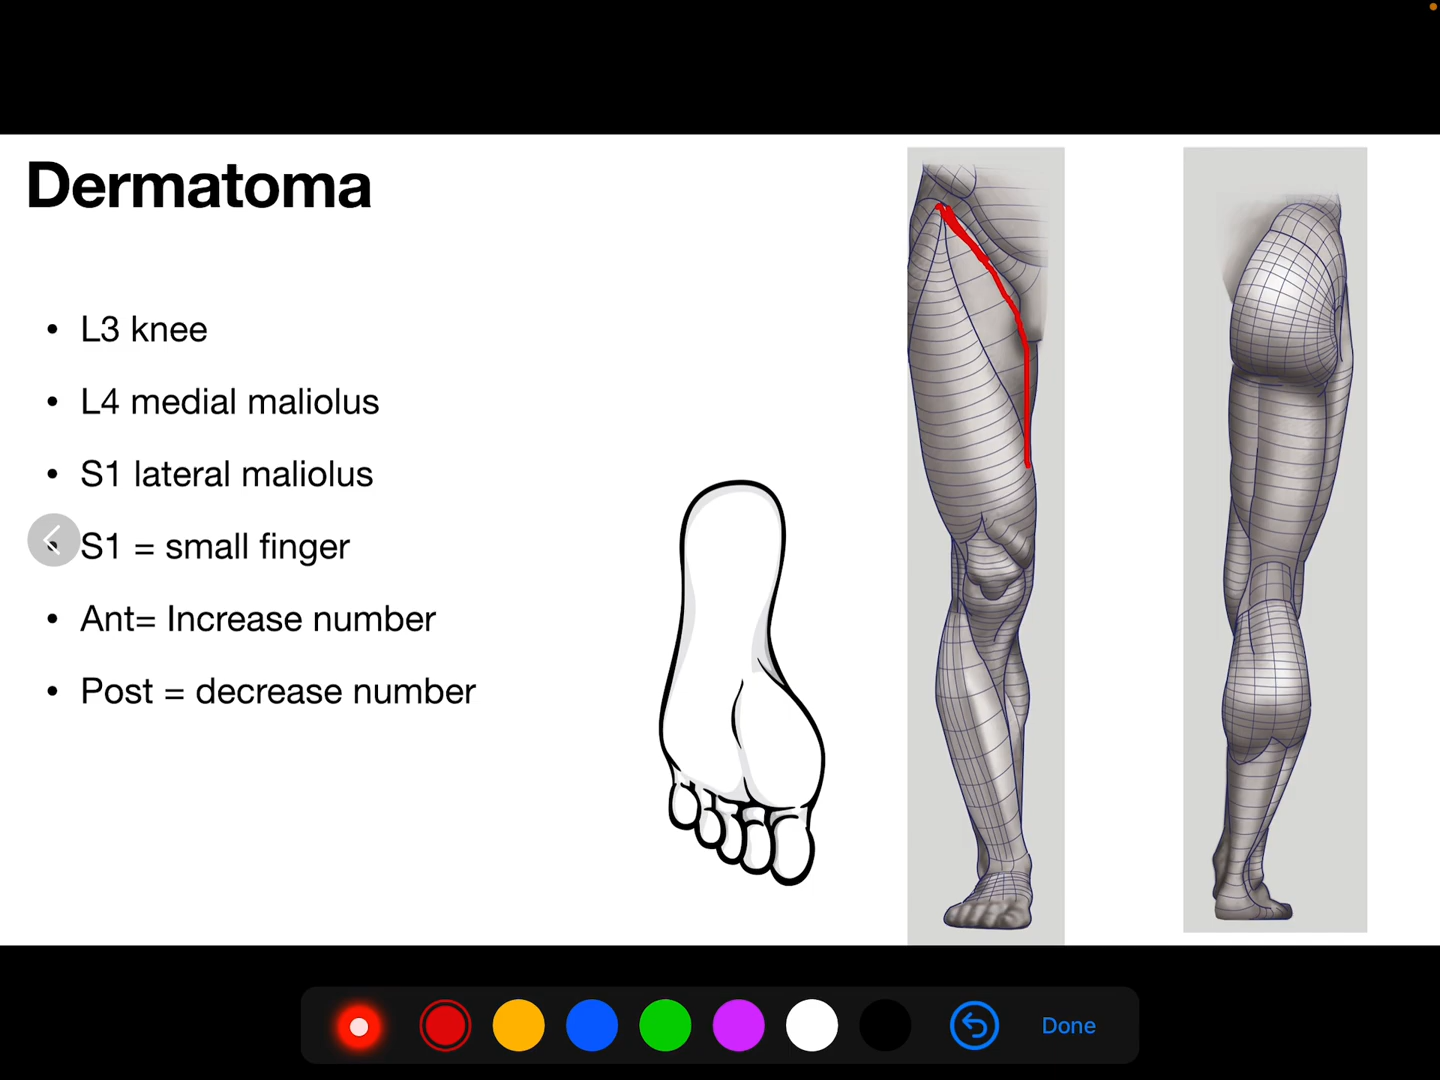 Dermatoma
• L3 knee
• L4 medial maliolus
• S1 lateral maliolus
• S1 = small finger
• Ant= Increase number
• Post = decrease number
Done